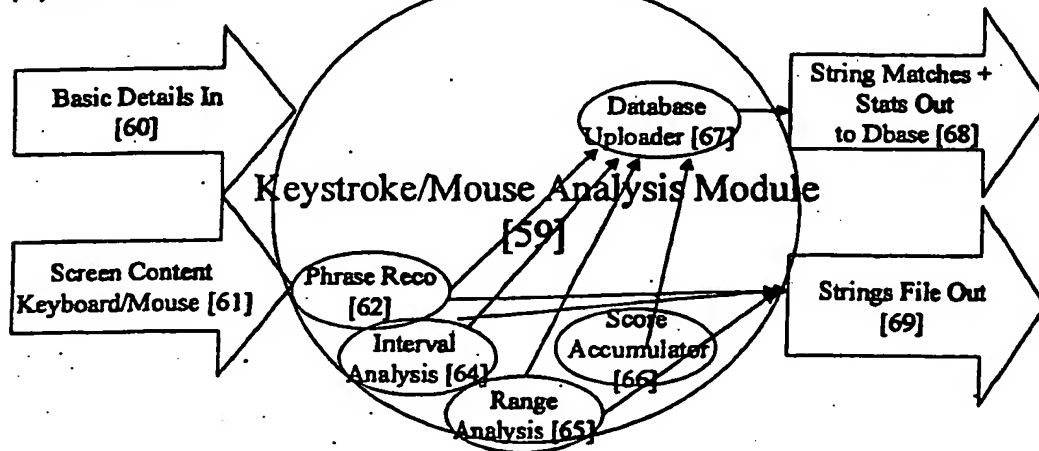 Basic Details In
[60]
Database
Uploader [67]
String Matches +
Stats Out
to Dbase [68]
Keystroke/Mouse Analysis Module
[59]
Screen Content
Keyboard/Mouse [61]
Phrase Reco
[62]
Interval
Analysis [64]
Score
Accumulator
[66]
Range
Analysis [65]
Strings File Out
[69]